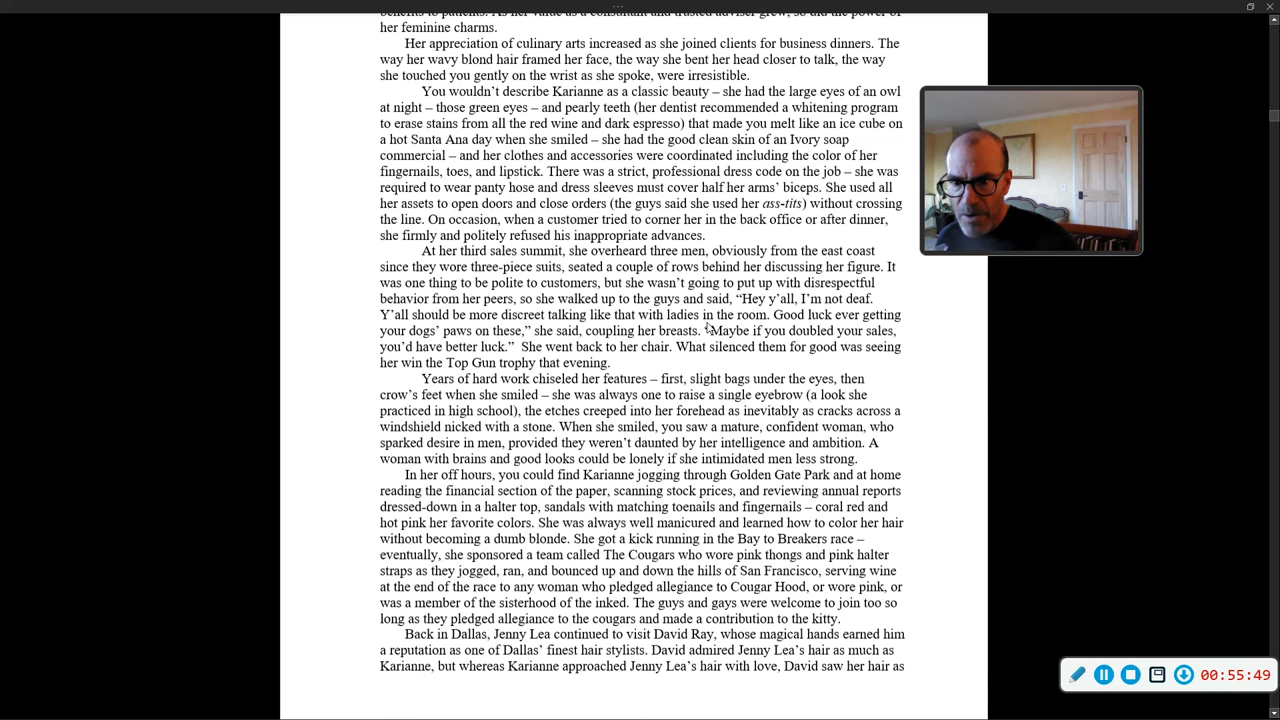 her feminine charms.
Her appreciation of culinary arts increased as she joined clients for business dinners. The
way her wavy blond hair framed her face, the way she bent her head closer to talk, the way
she touched you gently on the wrist as she spoke, were irresistible.
You wouldn’t describe Karianne as a classic beauty – she had the large eyes of an owl
at night – those green eyes – and pearly teeth (her dentist recommended a whitening program
to erase stains from all the red wine and dark espresso) that made you melt like an ice cube on
a hot Santa Ana day when she smiled – she had the good clean skin of an Ivory soap
commercial – and her clothes and accessories were coordinated including the color of her
fingernails, toes, and lipstick. There was a strict, professional dress code on the job – she was
required to wear panty hose and dress sleeves must cover half her arms’ biceps. She used all
her assets to open doors and close orders (the guys said she used her ass-tits) without crossing
the line. On occasion, when a customer tried to corner her in the back office or after dinner,
she firmly and politely refused his inappropriate advances.
At her third sales summit, she overheard three men, obviously from the east coast
since they wore three-piece suits, seated a couple of rows behind her discussing her figure. It
was one thing to be polite to customers, but she wasn’t going to put up with disrespectful
behavior from her peers, so she walked up to the guys and said, “Hey y’all, I’m not deaf.
Y’all should be more discreet talking like that with ladies in the room. Good luck ever getting
your dogs’ paws on these,” she said, coupling her breasts. “Maybe if you doubled your sales,
you’d have better luck.”  She went back to her chair. What silenced them for good was seeing
her win the Top Gun trophy that evening.
Years of hard work chiseled her features – first, slight bags under the eyes, then
crow’s feet when she smiled – she was always one to raise a single eyebrow (a look she
practiced in high school), the etches creeped into her forehead as inevitably as cracks across a
windshield nicked with a stone. When she smiled, you saw a mature, confident woman, who
sparked desire in men, provided they weren’t daunted by her intelligence and ambition. A
woman with brains and good looks could be lonely if she intimidated men less strong.
In her off hours, you could find Karianne jogging through Golden Gate Park and at home
reading the financial section of the paper, scanning stock prices, and reviewing annual reports
dressed-down in a halter top, sandals with matching toenails and fingernails – coral red and
hot pink her favorite colors. She was always well manicured and learned how to color her hair
without becoming a dumb blonde. She got a kick running in the Bay to Breakers race –
eventually, she sponsored a team called The Cougars who wore pink thongs and pink halter
straps as they jogged, ran, and bounced up and down the hills of San Francisco, serving wine
at the end of the race to any woman who pledged allegiance to Cougar Hood, or wore pink, or
was a member of the sisterhood of the inked. The guys and gays were welcome to join too so
long as they pledged allegiance to the cougars and made a contribution to the kitty.
Back in Dallas, Jenny Lea continued to visit David Ray, whose magical hands earned him
a reputation as one of Dallas’ finest hair stylists. David admired Jenny Lea’s hair as much as
Karianne, but whereas Karianne approached Jenny Lea’s hair with love, David saw her hair as
00:55:49